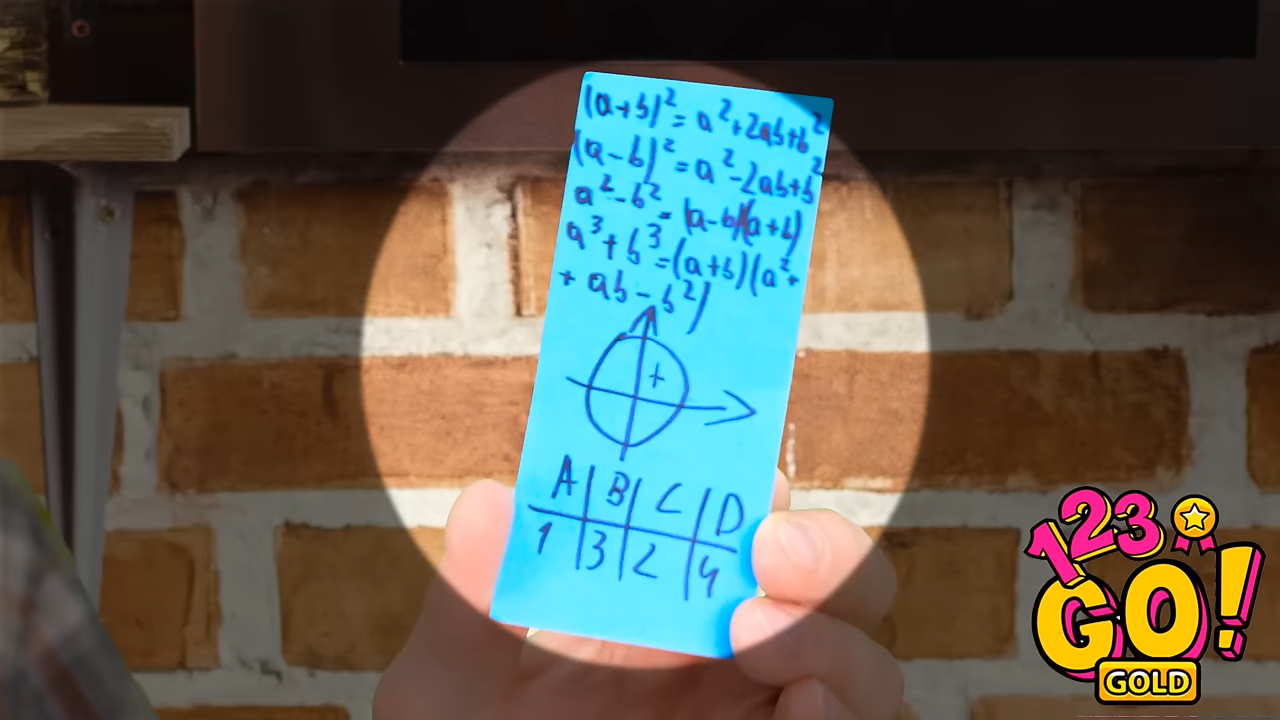 (a+b)²= a²+2ab+b²
(a-b)²= a²-2ab+b²
a²-b²= (a-b)(a+b)
a³+b³=(a+b)(a²+
+ab-b²)
+
A|B|C|D
1|3|2|4
123
GO!
GOLD